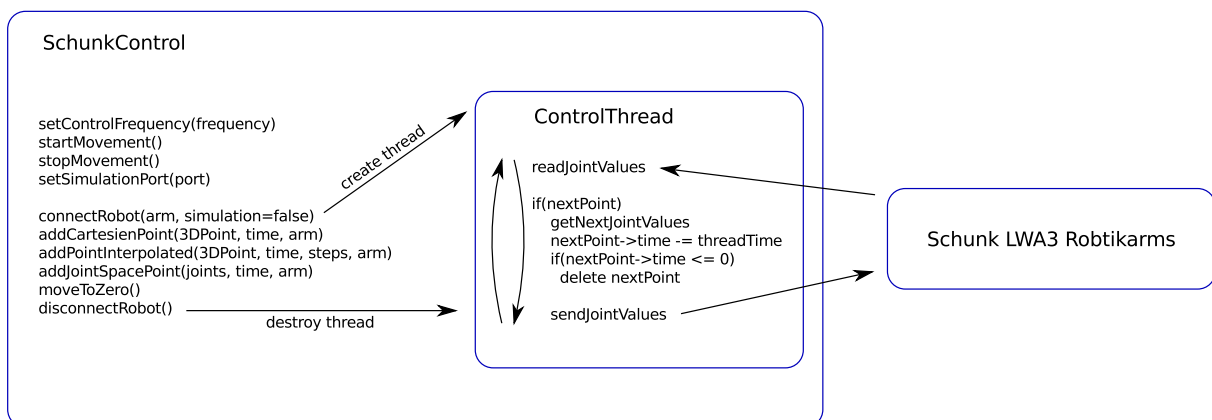 SchunkControl
setControlFrequency(frequency)
startMovement()
stopMovement()
setSimulationPort(port)
connectRobot(arm, simulation=false)
addCartesienPoint(3DPoint, time, arm)
addPointInterpolated(3DPoint, time, steps, arm)
addJointSpacePoint(joints, time, arm)
moveToZero()
disconnectRobot()
create thread
destroy thread
ControlThread
readJointValues
if(nextPoint)
getNextJointValues
nextPoint->time -= threadTime
if(nextPoint->time <= 0)
delete nextPoint
sendJointValues
Schunk LWA3 Robtikarms